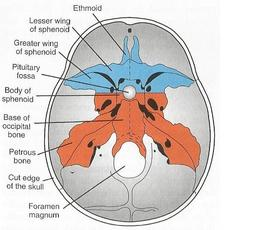 Ethmoid
Lesser wing
of sphenoid
Greater wing
of sphenoid
Pituitary
fossa
Body of
sphenoid
Base of
occipital
bone
Petrous
bone
Cut edge
of the skull
Foramen
magnum